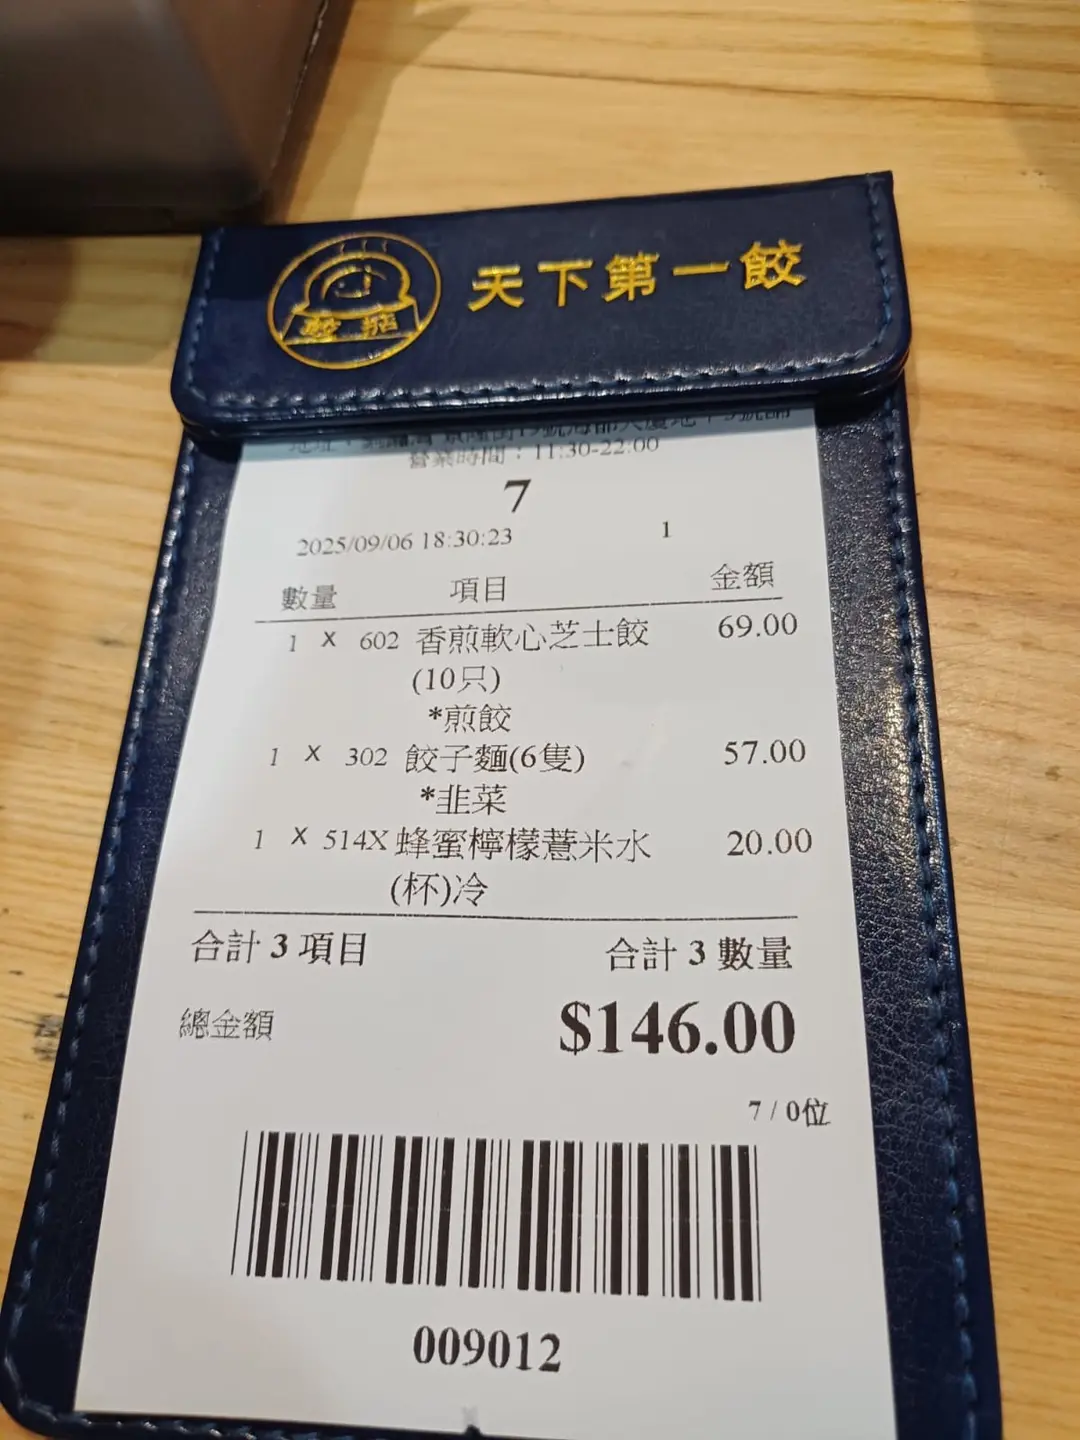 天下第一餃
餃掂
營業時間：11:30-22:00
7
2025/09/06 18:30:23 1
數量 項目 金額
1 X 602 香煎軟心芝士餃 69.00
(10只)
*煎餃
1 X 302 餃子麵(6隻) 57.00
*韭菜
1 X 514X 蜂蜜檸檬薏米水 20.00
(杯)冷
合計 3 項目 合計 3 數量
總金額 $146.00
7 / 0位
009012